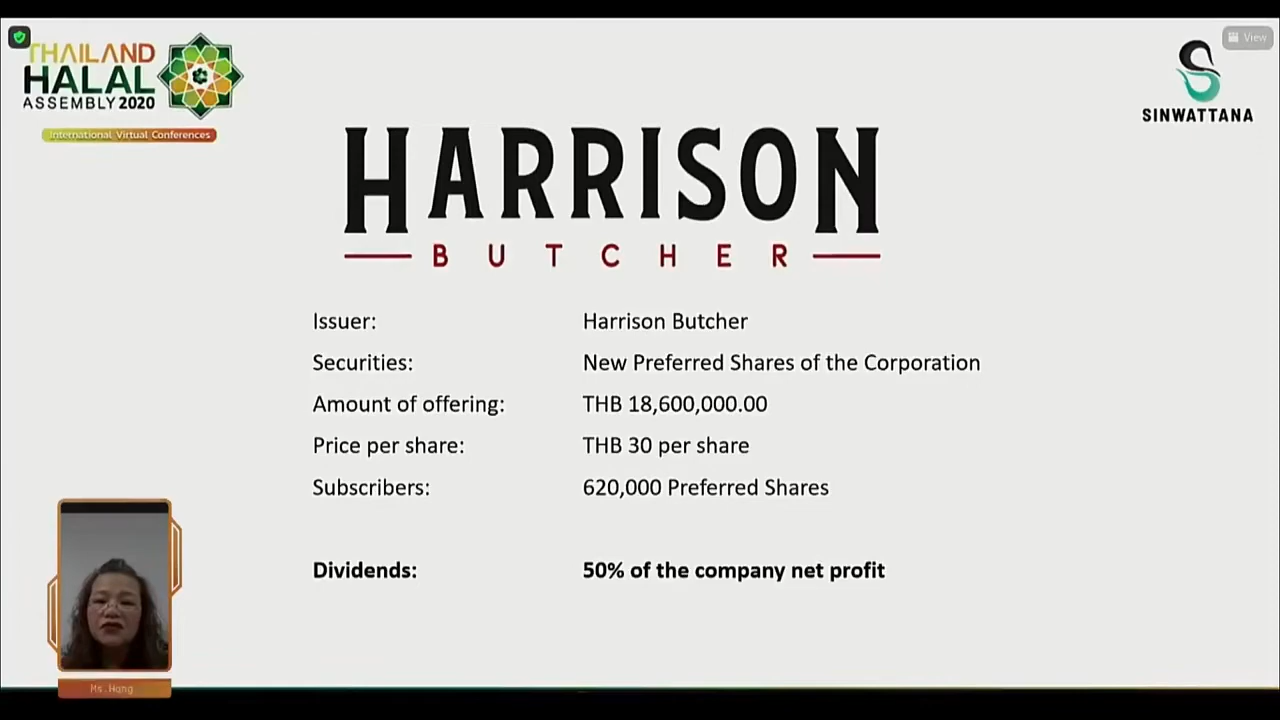 THAILAND
HALAL
ASSEMBLY 2020
International Virtual Conferences
View
SINWATTANA
HARRISON
BUTCHER
Issuer: Harrison Butcher
Securities: New Preferred Shares of the Corporation
Amount of offering: THB 18,600,000.00
Price per share: THB 30 per share
Subscribers: 620,000 Preferred Shares
Dividends: 50% of the company net profit
Ms.Hang